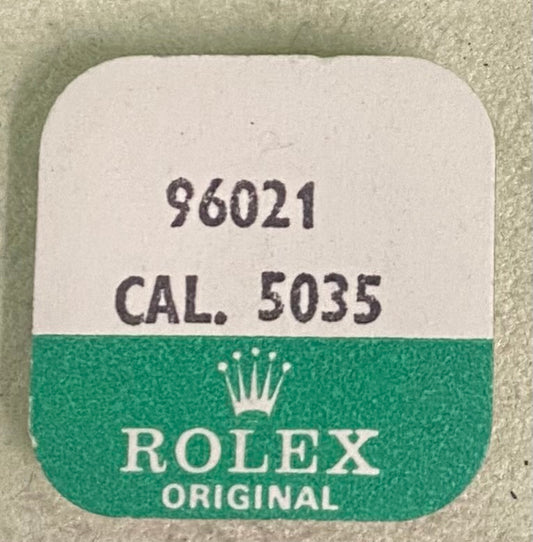 96021
CAL. 5035
ROLEX
ORIGINAL